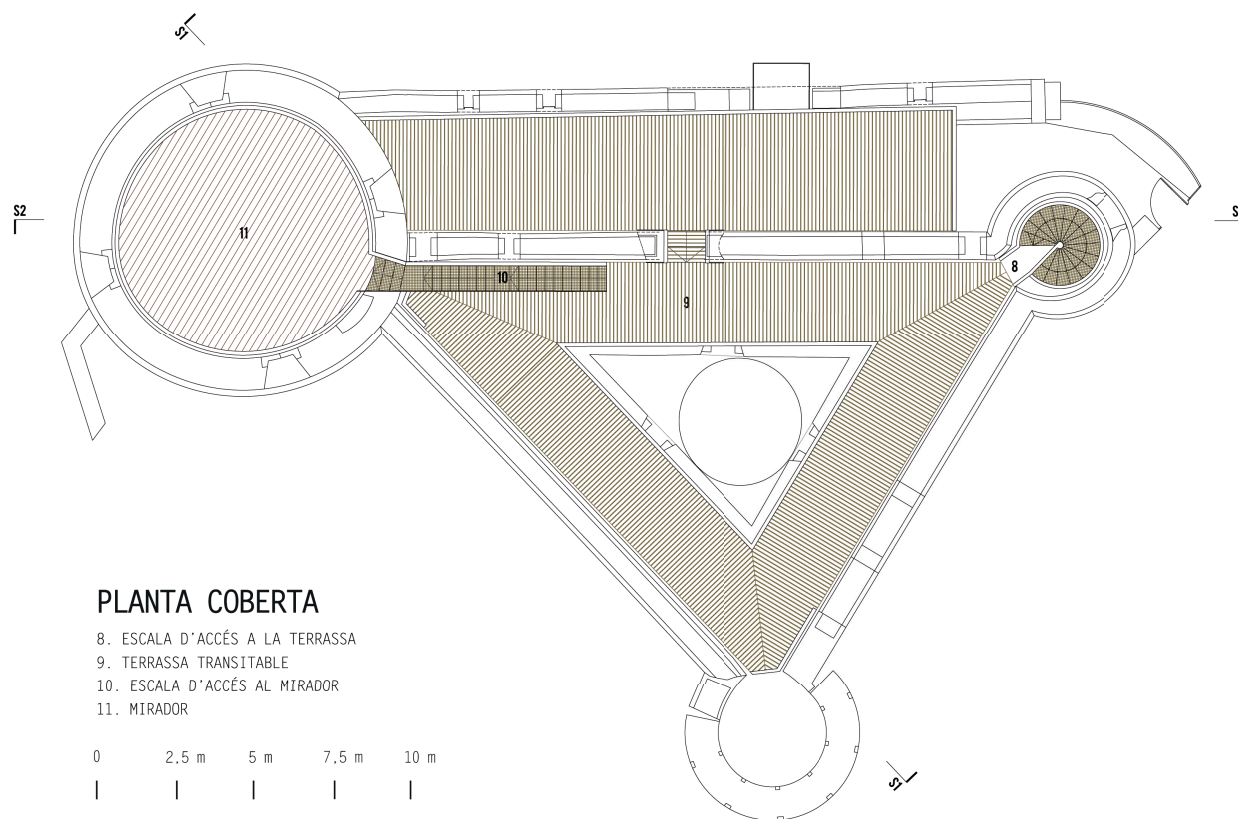 S1
S2
S
11
10
8
9
PLANTA COBERTA
8. ESCALA D'ACCÉS A LA TERRASSA
9. TERRASSA TRANSITABLE
10. ESCALA D'ACCÉS AL MIRADOR
11. MIRADOR
0 2,5 m 5 m 7,5 m 10 m
S1